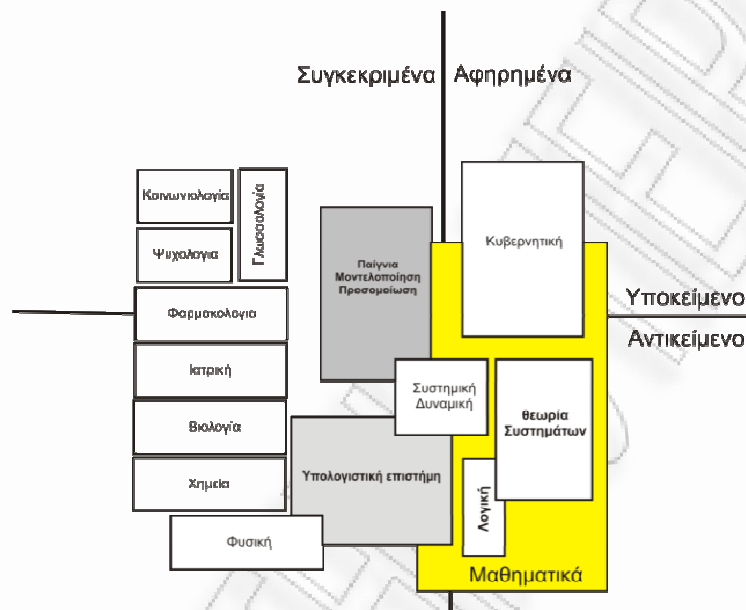 Συγκεκριμένα Αφηρημένα
Κοινωνιολογία
Γλωσσολογία
Κυβερνητική
Ψυχολογία
Παίγνια
Μοντελοποίηση
Προσομοίωση
Υποκείμενο
Αντικείμενο
Φαρμακολογία
Ιατρική
Συστημική
Δυναμική
θεωρία
Συστημάτων
Βιολογία
Χημεία
Υπολογιστική επιστήμη
Λογική
Φυσική
Μαθηματικά